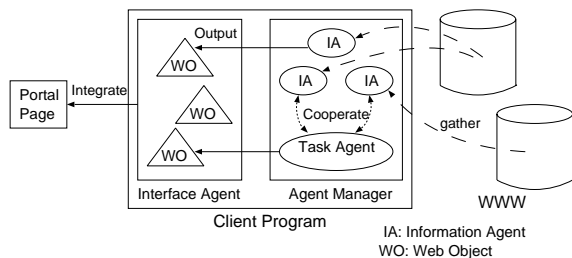 Output
IA
WO
IA
IA
Integrate
Portal
Page
WO
Cooperate
gather
WO
Task Agent
Interface Agent
Agent Manager
WWW
Client Program
IA: Information Agent
WO: Web Object